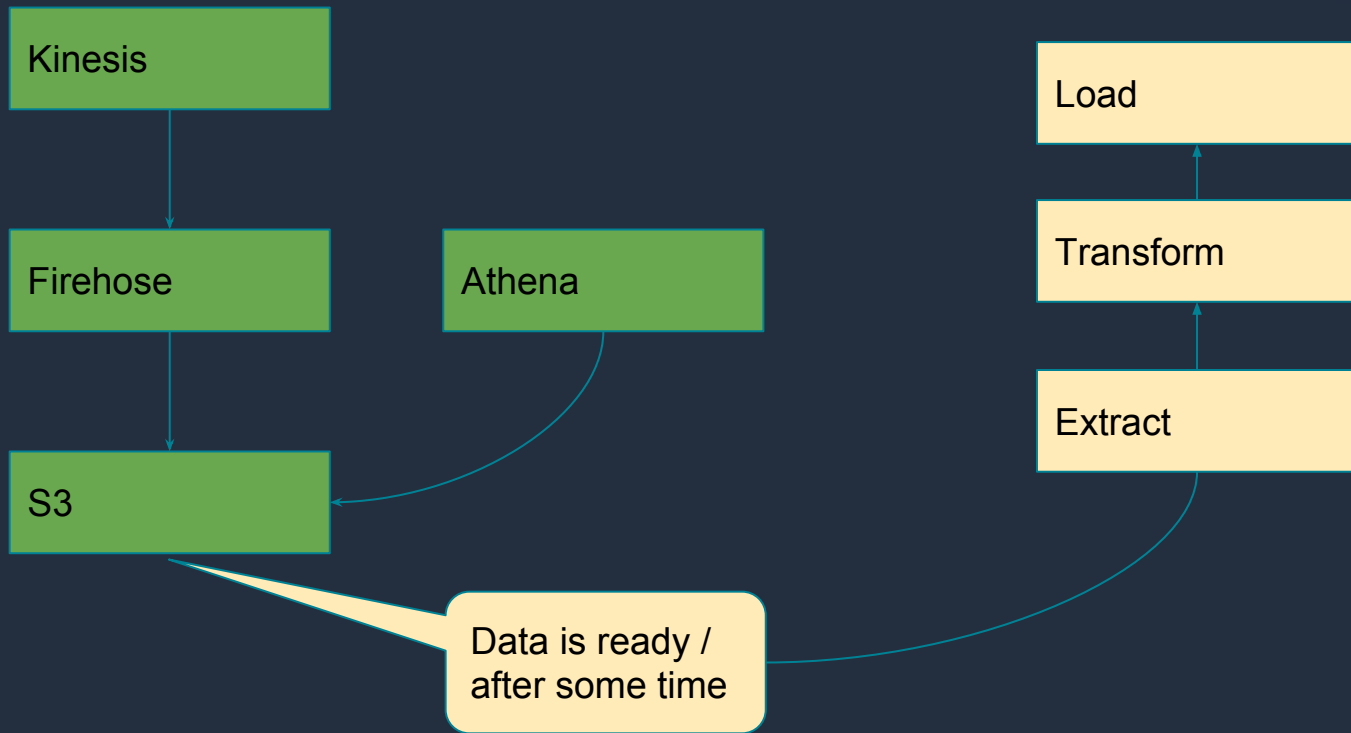 Kinesis
Load
Firehose
Athena
Transform
Extract
S3
Data is ready /
after some time